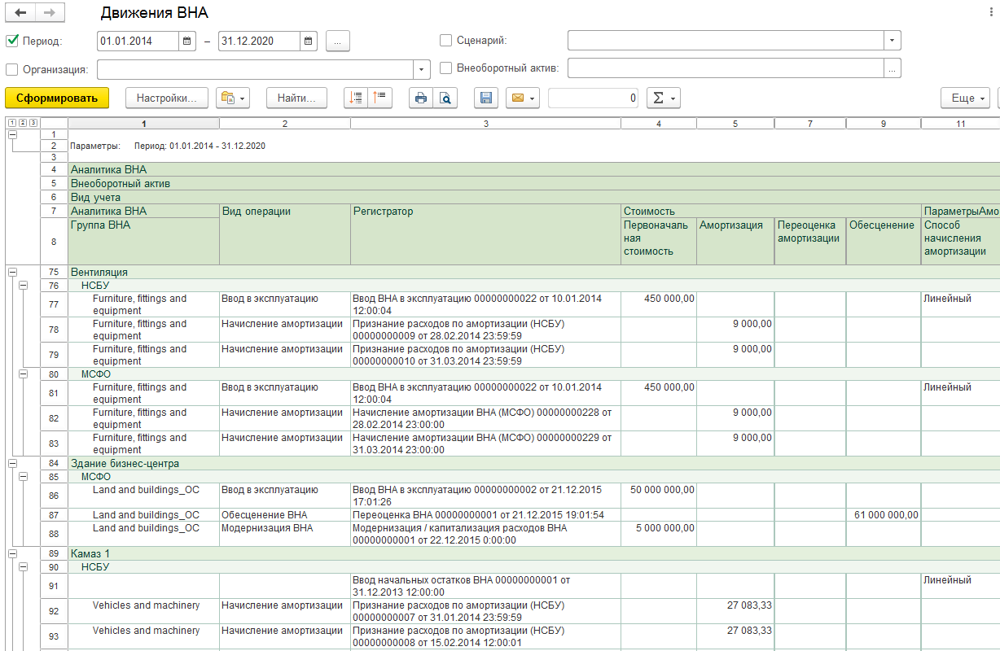 Движения ВНА
Период: 01.01.2014 – 31.12.2020 ... Сценарий:
Организация: Внеоборотный актив: ...
Сформировать Настройки... Найти... 0 Σ Еще
1 2 3 1 2 3 4 5 7 9 11
1
2 Параметры: Период: 01.01.2014 - 31.12.2020
3
4 Аналитика ВНА
5 Внеоборотный актив
6 Вид учета
7 Аналитика ВНА Вид операции Регистратор Стоимость ПараметрыАмо
8 Группа ВНА Первоначаль Амортизация Переоценка Обесценение Способ
ная амортизации начисления
стоимость амортизации
75 Вентиляция
76 НСБУ
77 Furniture, fittings and Ввод в эксплуатацию Ввод ВНА в эксплуатацию 00000000022 от 10.01.2014 450 000,00 Линейный
equipment 12:00:04
78 Furniture, fittings and Начисление амортизации Признание расходов по амортизации (НСБУ) 9 000,00
equipment 00000000009 от 28.02.2014 23:59:59
79 Furniture, fittings and Начисление амортизации Признание расходов по амортизации (НСБУ) 9 000,00
equipment 00000000010 от 31.03.2014 23:59:59
80 МСФО
81 Furniture, fittings and Ввод в эксплуатацию Ввод ВНА в эксплуатацию 00000000022 от 10.01.2014 450 000,00 Линейный
equipment 12:00:04
82 Furniture, fittings and Начисление амортизации Начисление амортизации ВНА (МСФО) 00000000228 от 9 000,00
equipment 28.02.2014 23:00:00
83 Furniture, fittings and Начисление амортизации Начисление амортизации ВНА (МСФО) 00000000229 от 9 000,00
equipment 31.03.2014 23:00:00
84 Здание бизнес-центра
85 МСФО
86 Land and buildings_ОС Ввод в эксплуатацию Ввод ВНА в эксплуатацию 00000000002 от 21.12.2015 50 000 000,00
17:01:26
87 Land and buildings_ОС Обесценение ВНА Переоценка ВНА 00000000001 от 21.12.2015 19:01:54 61 000 000,00
88 Land and buildings_ОС Модернизация ВНА Модернизация / капитализация расходов ВНА 5 000 000,00
00000000001 от 22.12.2015 0:00:00
89 Камаз 1
90 НСБУ
91 Ввод начальных остатков ВНА 00000000001 от Линейный
31.12.2013 12:00:00
92 Vehicles and machinery Начисление амортизации Признание расходов по амортизации (НСБУ) 27 083,33
00000000007 от 31.01.2014 23:59:59
93 Vehicles and machinery Начисление амортизации Признание расходов по амортизации (НСБУ) 27 083,33
00000000008 от 15.02.2014 12:00:01